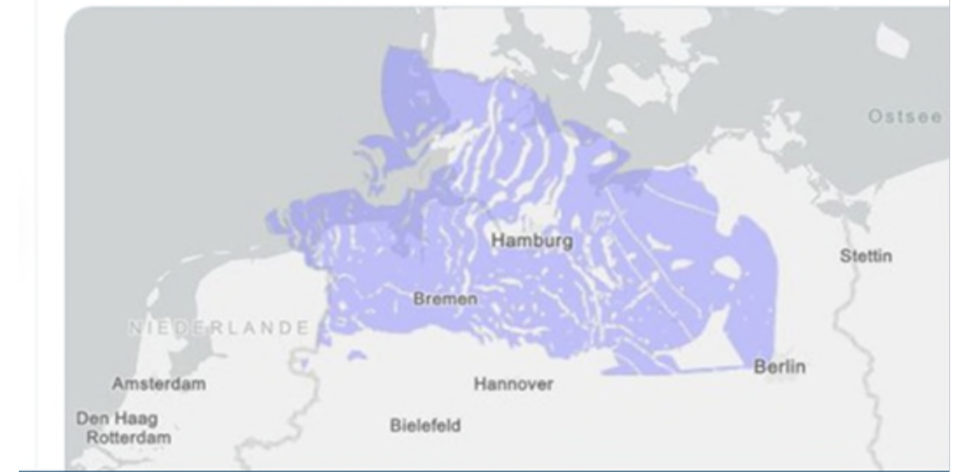 Ostsee
Hamburg
Stettin
Bremen
NIEDERLANDE
Berlin
Amsterdam
Hannover
Den Haag
Bielefeld
Rotterdam